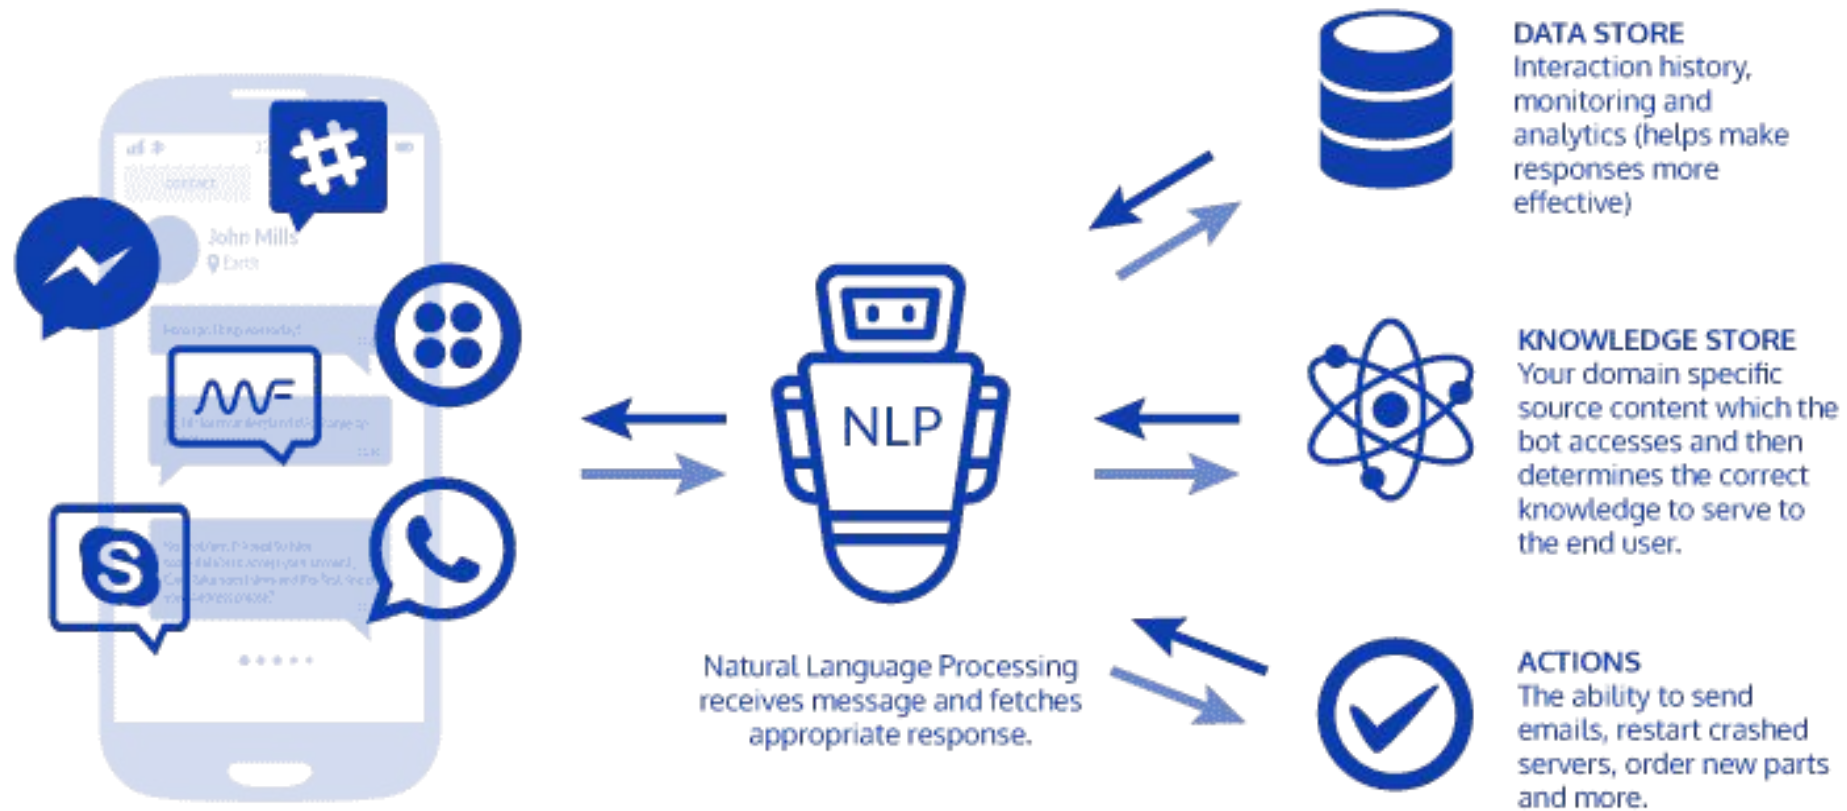 contact
John Mills
Earth
S
NLP
Natural Language Processing
receives message and fetches
appropriate response.
DATA STORE
Interaction history,
monitoring and
analytics (helps make
responses more
effective)
KNOWLEDGE STORE
Your domain specific
source content which the
bot accesses and then
determines the correct
knowledge to serve to
the end user.
ACTIONS
The ability to send
emails, restart crashed
servers, order new parts
and more.